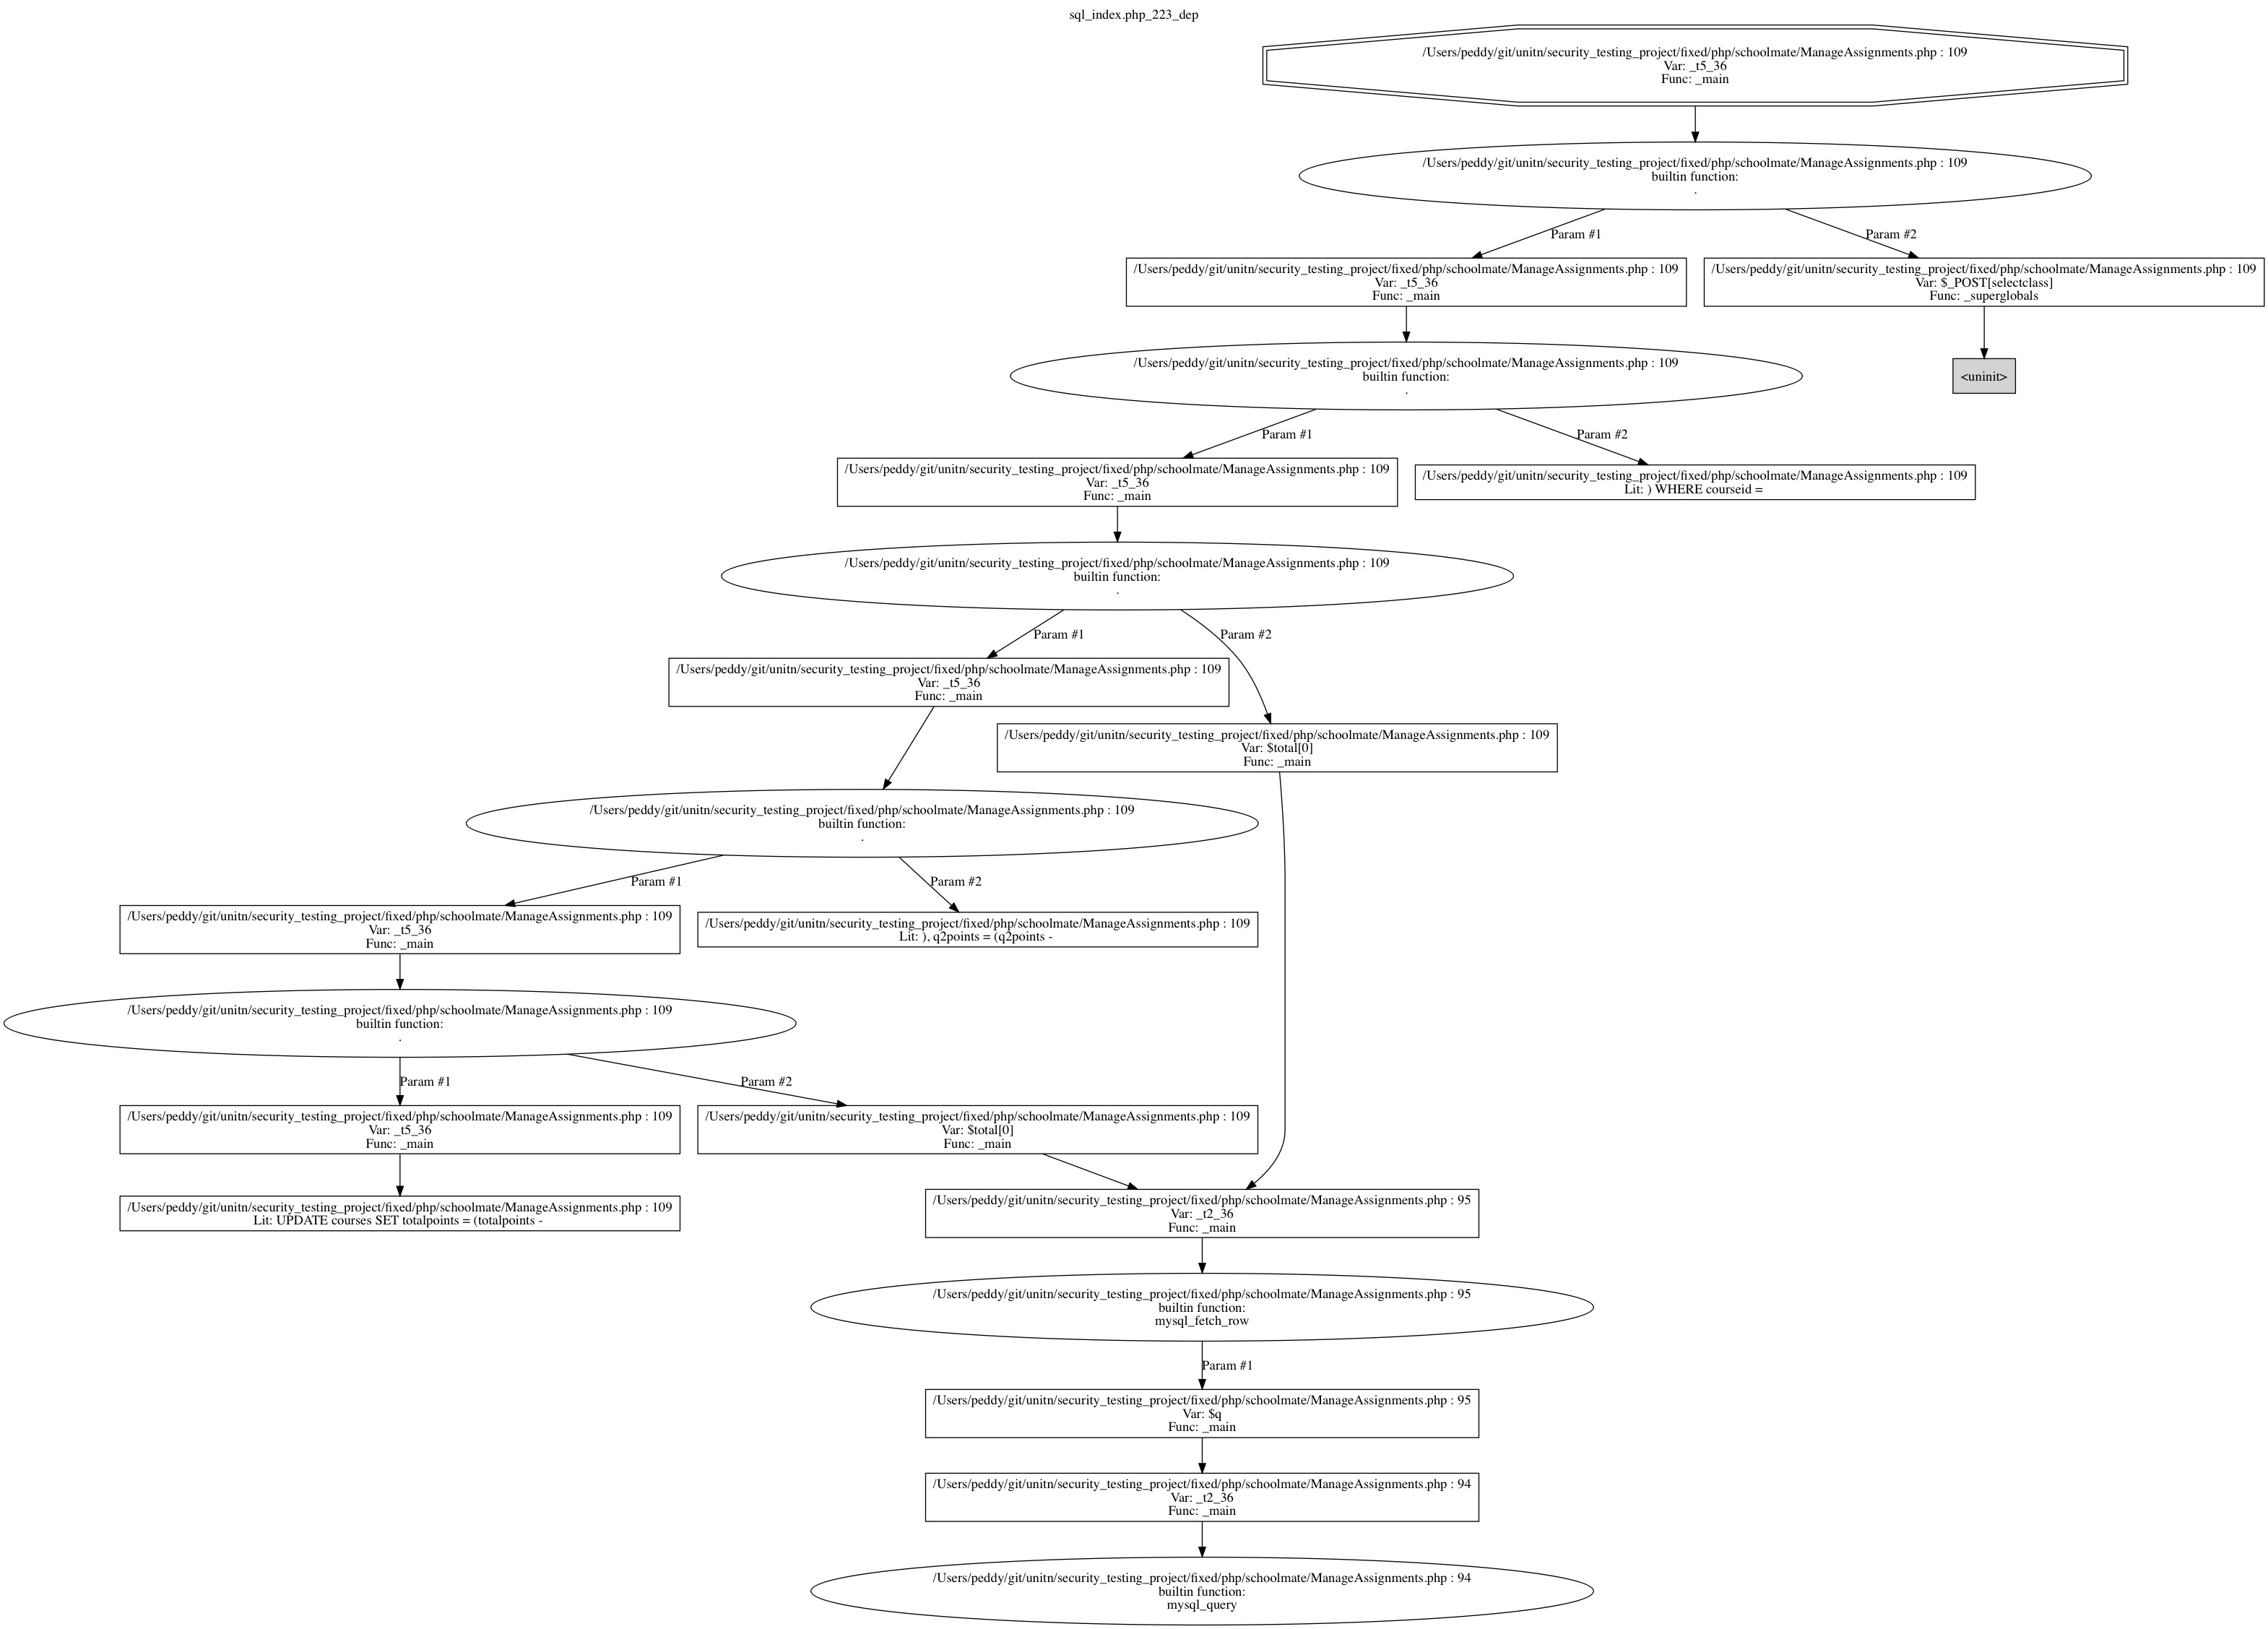 sql_index.php_223_dep
/Users/peddy/git/unitn/security_testing_project/fixed/php/schoolmate/ManageAssignments.php : 109
Var: _t5_36
Func: _main
/Users/peddy/git/unitn/security_testing_project/fixed/php/schoolmate/ManageAssignments.php : 109
builtin function:
.
Param #1
Param #2
/Users/peddy/git/unitn/security_testing_project/fixed/php/schoolmate/ManageAssignments.php : 109
Var: _t5_36
Func: _main
/Users/peddy/git/unitn/security_testing_project/fixed/php/schoolmate/ManageAssignments.php : 109
Var: $_POST[selectclass]
Func: _superglobals
/Users/peddy/git/unitn/security_testing_project/fixed/php/schoolmate/ManageAssignments.php : 109
builtin function:
.
<uninit>
Param #1
Param #2
/Users/peddy/git/unitn/security_testing_project/fixed/php/schoolmate/ManageAssignments.php : 109
Var: _t5_36
Func: _main
/Users/peddy/git/unitn/security_testing_project/fixed/php/schoolmate/ManageAssignments.php : 109
Lit: ) WHERE courseid =
/Users/peddy/git/unitn/security_testing_project/fixed/php/schoolmate/ManageAssignments.php : 109
builtin function:
.
Param #1
Param #2
/Users/peddy/git/unitn/security_testing_project/fixed/php/schoolmate/ManageAssignments.php : 109
Var: _t5_36
Func: _main
/Users/peddy/git/unitn/security_testing_project/fixed/php/schoolmate/ManageAssignments.php : 109
Var: $total[0]
Func: _main
/Users/peddy/git/unitn/security_testing_project/fixed/php/schoolmate/ManageAssignments.php : 109
builtin function:
.
Param #1
Param #2
/Users/peddy/git/unitn/security_testing_project/fixed/php/schoolmate/ManageAssignments.php : 109
Var: _t5_36
Func: _main
/Users/peddy/git/unitn/security_testing_project/fixed/php/schoolmate/ManageAssignments.php : 109
Lit: ), q2points = (q2points -
/Users/peddy/git/unitn/security_testing_project/fixed/php/schoolmate/ManageAssignments.php : 109
builtin function:
.
Param #1
Param #2
/Users/peddy/git/unitn/security_testing_project/fixed/php/schoolmate/ManageAssignments.php : 109
Var: _t5_36
Func: _main
/Users/peddy/git/unitn/security_testing_project/fixed/php/schoolmate/ManageAssignments.php : 109
Var: $total[0]
Func: _main
/Users/peddy/git/unitn/security_testing_project/fixed/php/schoolmate/ManageAssignments.php : 109
Lit: UPDATE courses SET totalpoints = (totalpoints -
/Users/peddy/git/unitn/security_testing_project/fixed/php/schoolmate/ManageAssignments.php : 95
Var: _t2_36
Func: _main
/Users/peddy/git/unitn/security_testing_project/fixed/php/schoolmate/ManageAssignments.php : 95
builtin function:
mysql_fetch_row
Param #1
/Users/peddy/git/unitn/security_testing_project/fixed/php/schoolmate/ManageAssignments.php : 95
Var: $q
Func: _main
/Users/peddy/git/unitn/security_testing_project/fixed/php/schoolmate/ManageAssignments.php : 94
Var: _t2_36
Func: _main
/Users/peddy/git/unitn/security_testing_project/fixed/php/schoolmate/ManageAssignments.php : 94
builtin function:
mysql_query